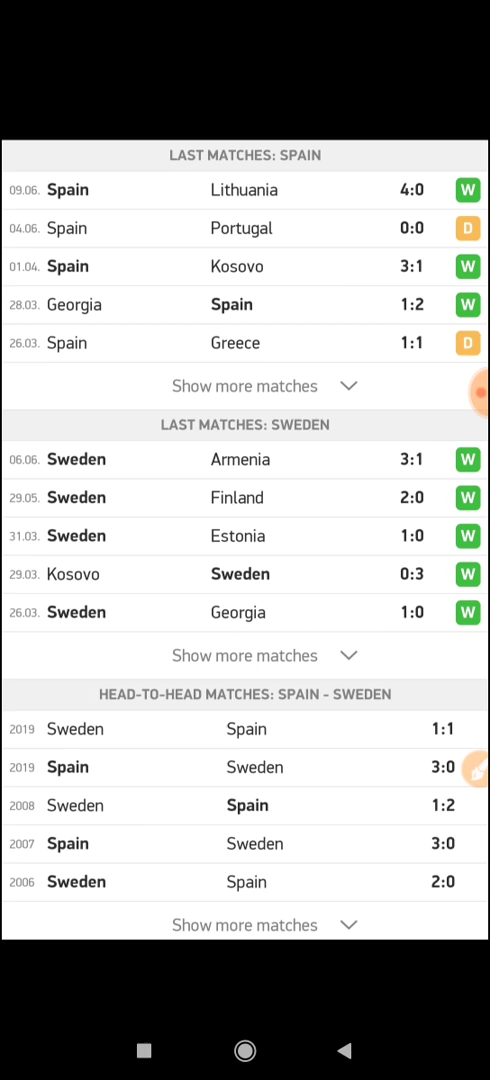 LAST MATCHES: SPAIN
09.06. Spain Lithuania 4:0 W
04.06. Spain Portugal 0:0 D
01.04. Spain Kosovo 3:1 W
28.03. Georgia Spain 1:2 W
26.03. Spain Greece 1:1 D
Show more matches
LAST MATCHES: SWEDEN
06.06. Sweden Armenia 3:1 W
29.05. Sweden Finland 2:0 W
31.03. Sweden Estonia 1:0 W
29.03. Kosovo Sweden 0:3 W
26.03. Sweden Georgia 1:0 W
Show more matches
HEAD-TO-HEAD MATCHES: SPAIN - SWEDEN
2019 Sweden Spain 1:1
2019 Spain Sweden 3:0
2008 Sweden Spain 1:2
2007 Spain Sweden 3:0
2006 Sweden Spain 2:0
Show more matches